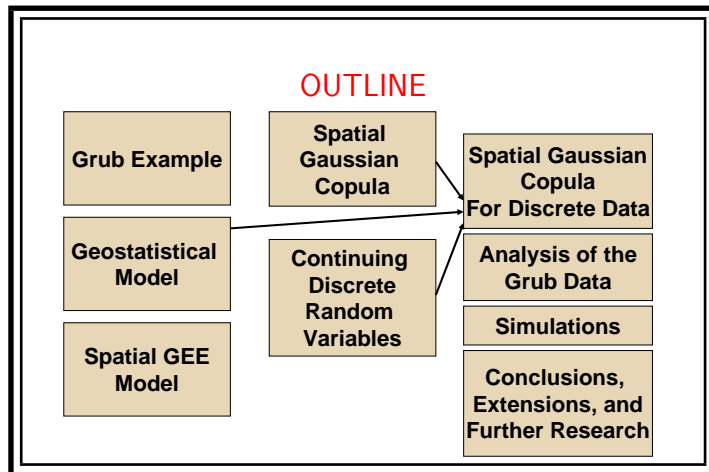 OUTLINE
Grub Example
Geostatistical
Model
Spatial GEE
Model
Spatial
Gaussian
Copula
Continuing
Discrete
Random
Variables
Spatial Gaussian
Copula
For Discrete Data
Analysis of the
Grub Data
Simulations
Conclusions,
Extensions, and
Further Research